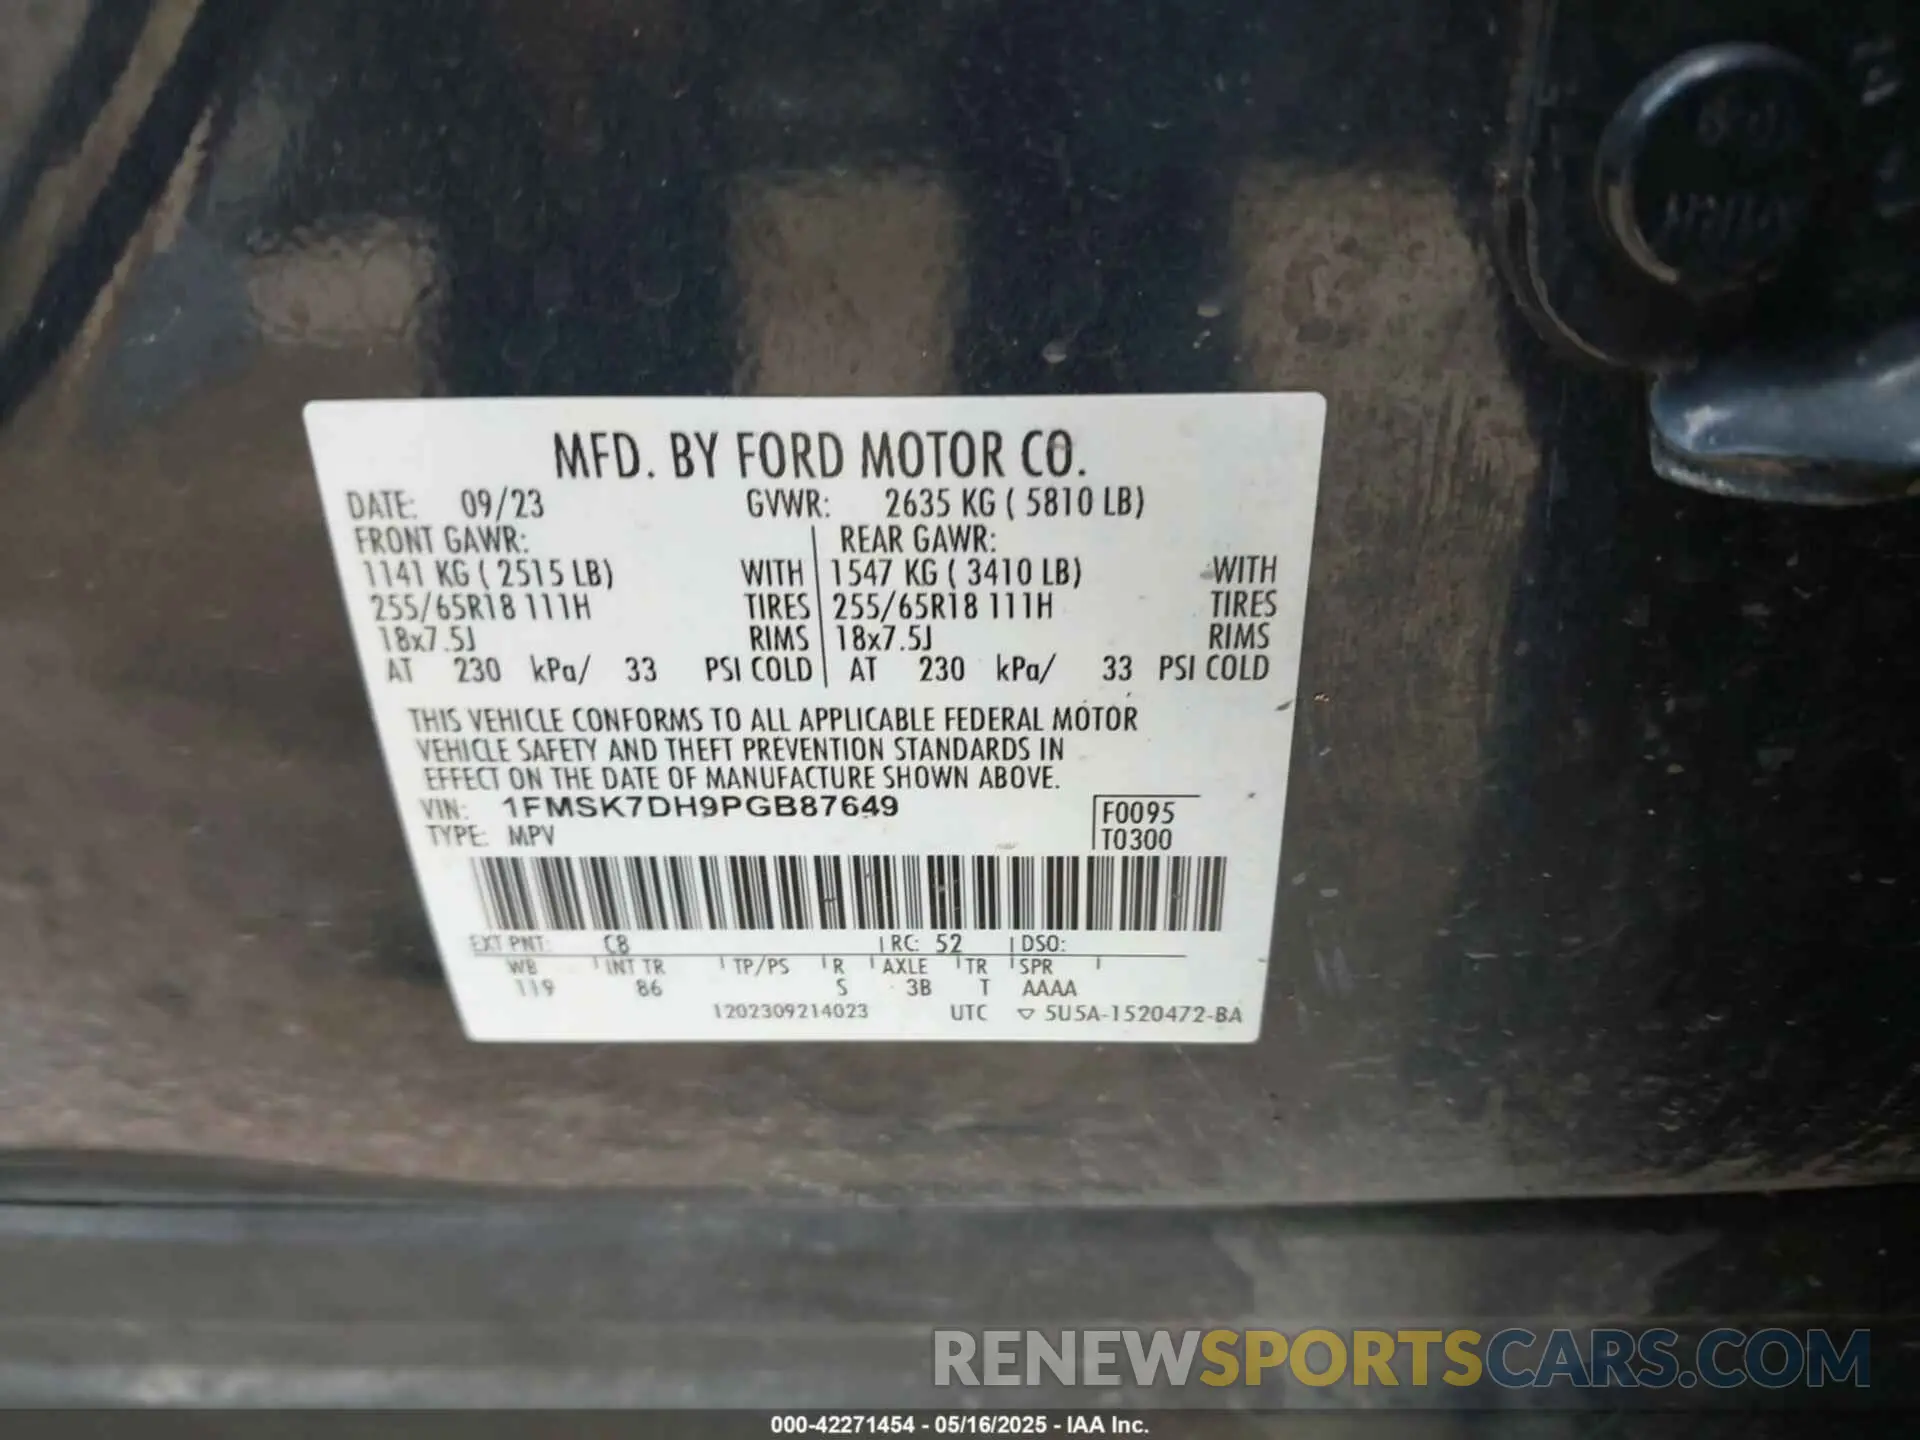 MFD. BY FORD MOTOR CO.
DATE: 09/23 GVWR: 2635 KG ( 5810 LB)
FRONT GAWR: REAR GAWR:
1141 KG ( 2515 LB) WITH 1547 KG ( 3410 LB) WITH
255/65R18 111H TIRES 255/65R18 111H TIRES
18x7.5J RIMS 18x7.5J RIMS
AT 230 kPa/ 33 PSI COLD AT 230 kPa/ 33 PSI COLD
THIS VEHICLE CONFORMS TO ALL APPLICABLE FEDERAL MOTOR
VEHICLE SAFETY AND THEFT PREVENTION STANDARDS IN
EFFECT ON THE DATE OF MANUFACTURE SHOWN ABOVE.
VIN: 1FMSK7DH9PGB87649 F0095
TYPE: MPV T0300
EXT PNT: C8 RC: 52 DSO:
WB INT TR TP/PS R AXLE TR SPR
119 86 S 3B T AAAA
1202309214023 UTC ▽ 5U5A-1520472-BA
RENEWSPORTSCARS.COM
000-42271454 - 05/16/2025 - IAA Inc.